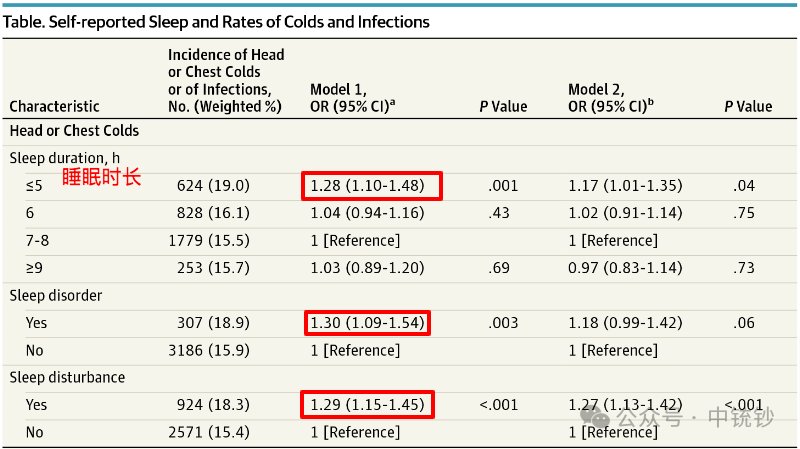 Table. Self-reported Sleep and Rates of Colds and Infections
Characteristic Incidence of Head or Chest Colds or of Infections, No. (Weighted %) Model 1, OR (95% CI)a P Value Model 2, OR (95% CI)b P Value
Head or Chest Colds
Sleep duration, h
睡眠时长
≤5 624 (19.0) 1.28 (1.10-1.48) .001 1.17 (1.01-1.35) .04
6 828 (16.1) 1.04 (0.94-1.16) .43 1.02 (0.91-1.14) .75
7-8 1779 (15.5) 1 [Reference] 1 [Reference]
≥9 253 (15.7) 1.03 (0.89-1.20) .69 0.97 (0.83-1.14) .73
Sleep disorder
Yes 307 (18.9) 1.30 (1.09-1.54) .003 1.18 (0.99-1.42) .06
No 3186 (15.9) 1 [Reference] 1 [Reference]
Sleep disturbance
Yes 924 (18.3) 1.29 (1.15-1.45) <.001 1.27 (1.13-1.42) <.001
No 2571 (15.4) 1 [Reference] 1 [Reference]
公众号 · 中铳钞